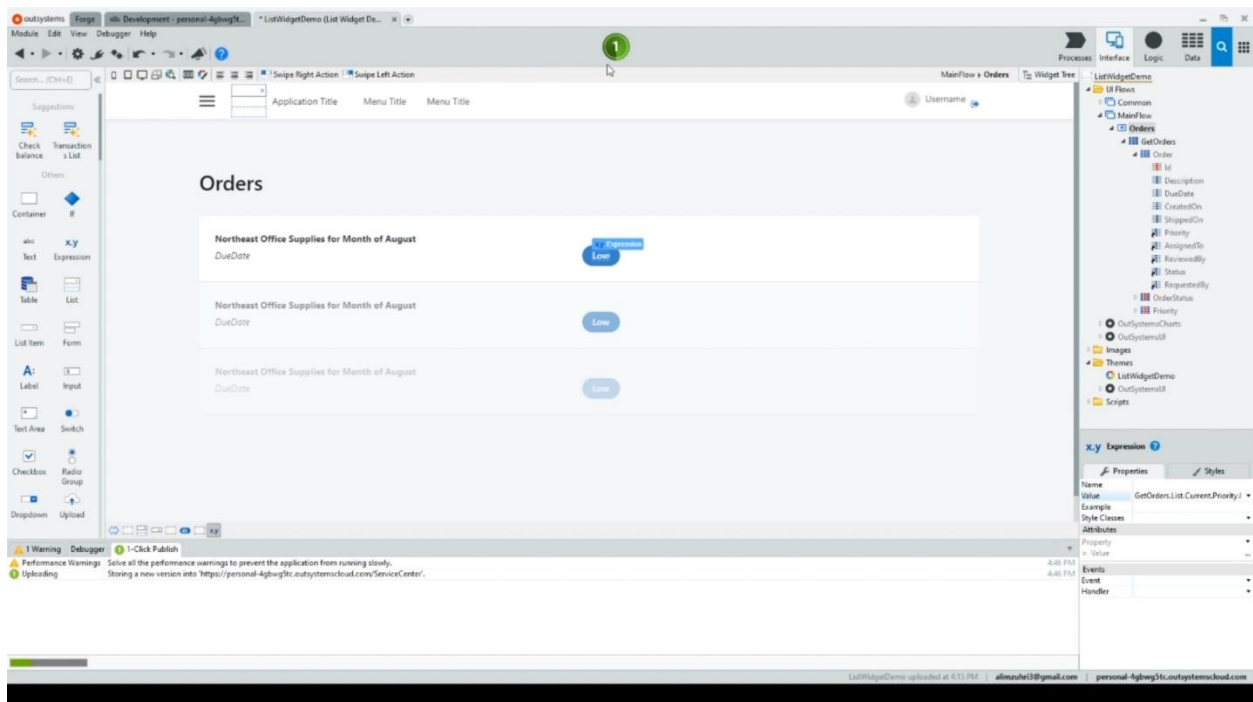 outsystems Forge Development - personal-4gbwg5t... * ListWidgetDemo (List Widget De...
Module Edit View Debugger Help
1
Processes Interface Logic Data
Search... (Ctrl+E)
Swipe Right Action Swipe Left Action
MainFlow Orders Widget Tree
Suggestions
Check balance
Transactions List
Others
Container If
Text Expression
Table List
List Item Form
Label Input
Text Area Switch
Checkbox Radio Group
Dropdown Upload
Application Title Menu Title Menu Title Username
Orders
Northeast Office Supplies for Month of August
DueDate
x.y Expression
Low
Northeast Office Supplies for Month of August
DueDate
Low
Northeast Office Supplies for Month of August
DueDate
Low
ListWidgetDemo
UI Flows
Common
MainFlow
Orders
GetOrders
Order
Id
Description
DueDate
CreatedOn
ShippedOn
Priority
AssignedTo
ReviewedBy
Status
RequestedBy
OrderStatus
Priority
OutSystemsCharts
OutSystemsUI
Images
Themes
ListWidgetDemo
OutSystemsUI
Scripts
x.y Expression
Properties Styles
Name
Value GetOrders.List.Current.Priority.l
Example
Style Classes
Attributes
Property
= Value
Events
Event
Handler
1 Warning Debugger 1-Click Publish
Performance Warnings Solve all the performance warnings to prevent the application from running slowly. 4:46 PM
Uploading Storing a new version into 'https://personal-4gbwg5tc.outsystemscloud.com/ServiceCenter'. 4:46 PM
ListWidgetDemo uploaded at 4:15 PM | alimzuhri3@gmail.com | personal-4gbwg5tc.outsystemscloud.com